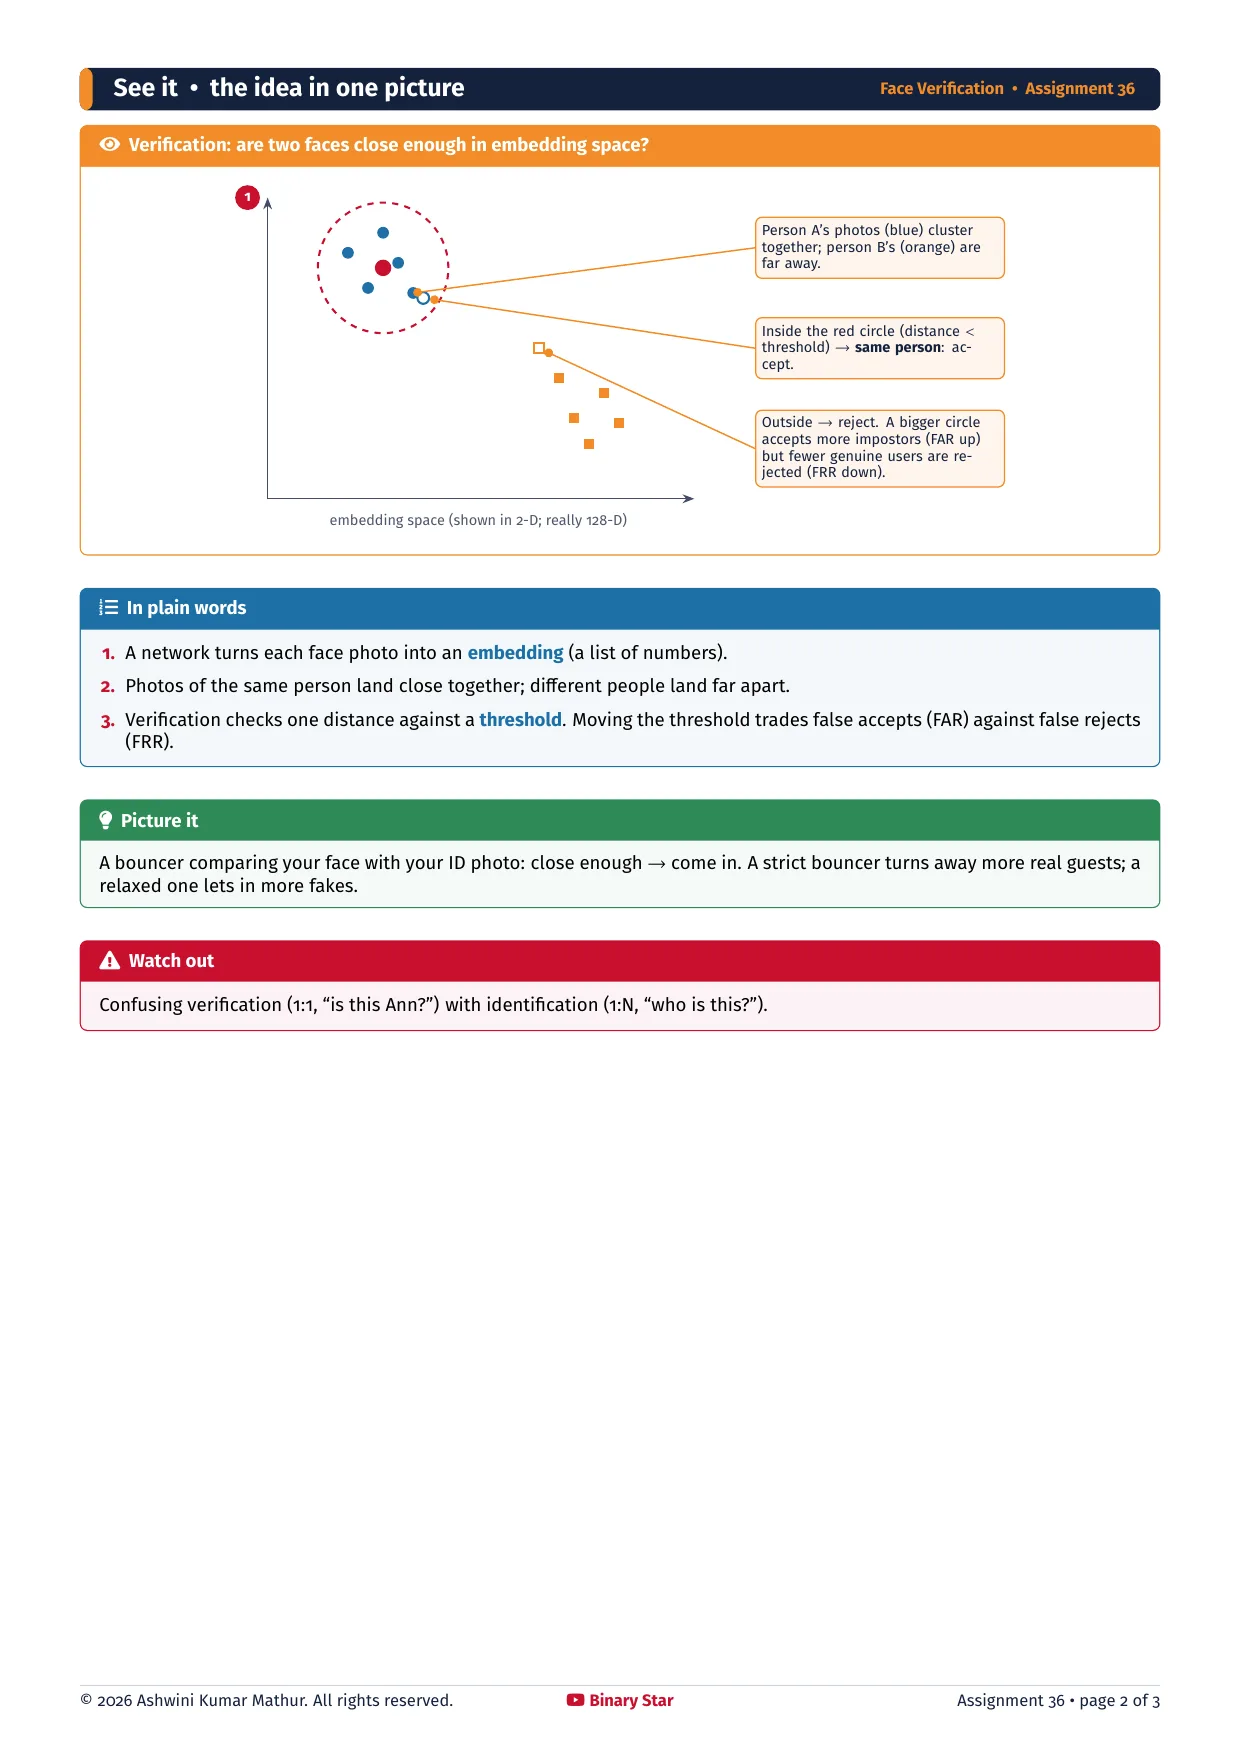 See it • the idea in one picture
Face Verification • Assignment 36
Verification: are two faces close enough in embedding space?
1
Person A's photos (blue) cluster
together; person B's (orange) are
far away.
Inside the red circle (distance <
threshold) → same person: ac-
cept.
Outside → reject. A bigger circle
accepts more impostors (FAR up)
but fewer genuine users are re-
jected (FRR down).
embedding space (shown in 2-D; really 128-D)
In plain words
1. A network turns each face photo into an embedding (a list of numbers).
2. Photos of the same person land close together; different people land far apart.
3. Verification checks one distance against a threshold. Moving the threshold trades false accepts (FAR) against false rejects
(FRR).
Picture it
A bouncer comparing your face with your ID photo: close enough → come in. A strict bouncer turns away more real guests; a
relaxed one lets in more fakes.
Watch out
Confusing verification (1:1, “is this Ann?”) with identification (1:N, “who is this?”).
© 2026 Ashwini Kumar Mathur. All rights reserved.
Binary Star
Assignment 36 • page 2 of 3